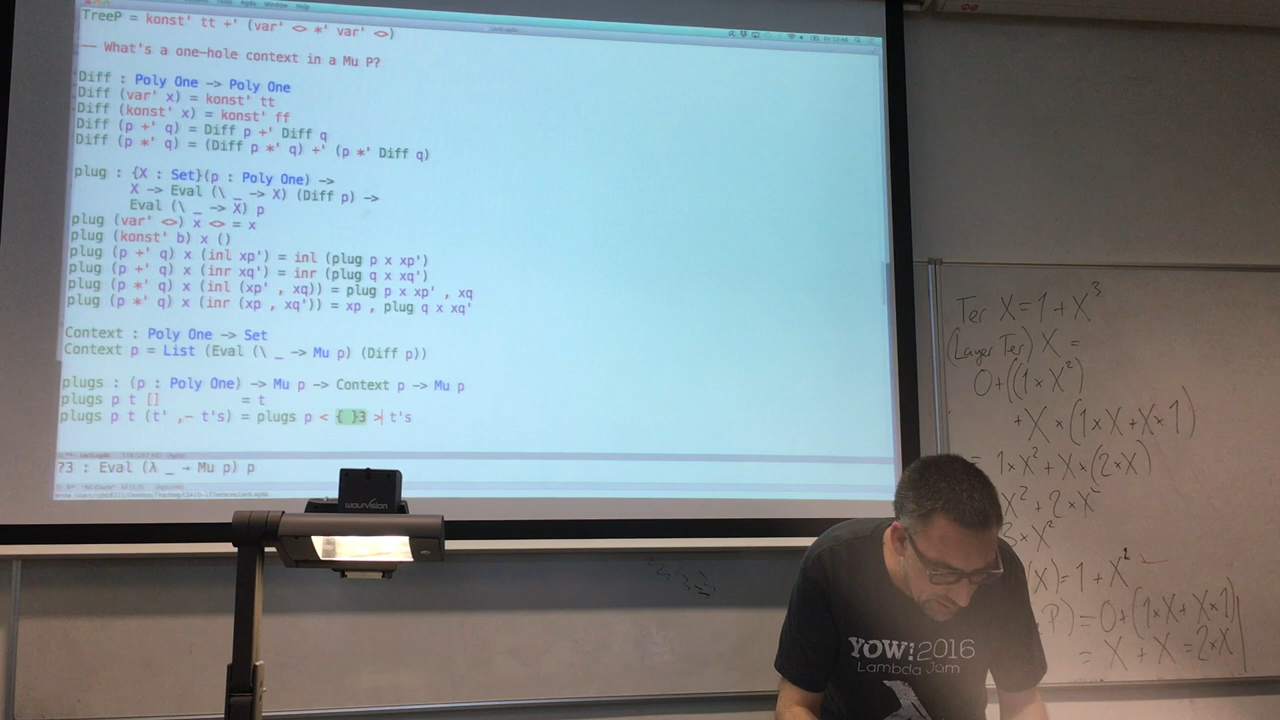 TreeP = konst' tt +' (var' <> *' var' <>)
-- What's a one-hole context in a Mu P?
Diff : Poly One -> Poly One
Diff (var' x) = konst' tt
Diff (konst' x) = konst' ff
Diff (p +' q) = Diff p +' Diff q
Diff (p *' q) = (Diff p *' q) +' (p *' Diff q)
plug : {X : Set}(p : Poly One) ->
X -> Eval (\ _ -> X) (Diff p) ->
Eval (\ _ -> X) p
plug (var' <>) x <> = x
plug (konst' b) x ()
plug (p +' q) x (inl xp') = inl (plug p x xp')
plug (p +' q) x (inr xq') = inr (plug q x xq')
plug (p *' q) x (inl (xp' , xq)) = plug p x xp' , xq
plug (p *' q) x (inr (xp , xq')) = xp , plug q x xq'
Context : Poly One -> Set
Context p = List (Eval (\ _ -> Mu p) (Diff p))
plugs : (p : Poly One) -> Mu p -> Context p -> Mu p
plugs p t [] = t
plugs p t (t' ,- t's) = plugs p < { }3 > t's
?3 : Eval (λ _ → Mu p) p
wolfvision
YOW! 2016
Lambda Jam
Ter X = 1 + X³
(Layer Ter) X =
0 + ((1 × X²)
+ X × (1×X + X×1)
= 1×X² + X × (2×X)
X² + 2×X²
3×X²
X) = 1 + X²
P) = 0 + (1×X + X×1)
= X + X = 2×X